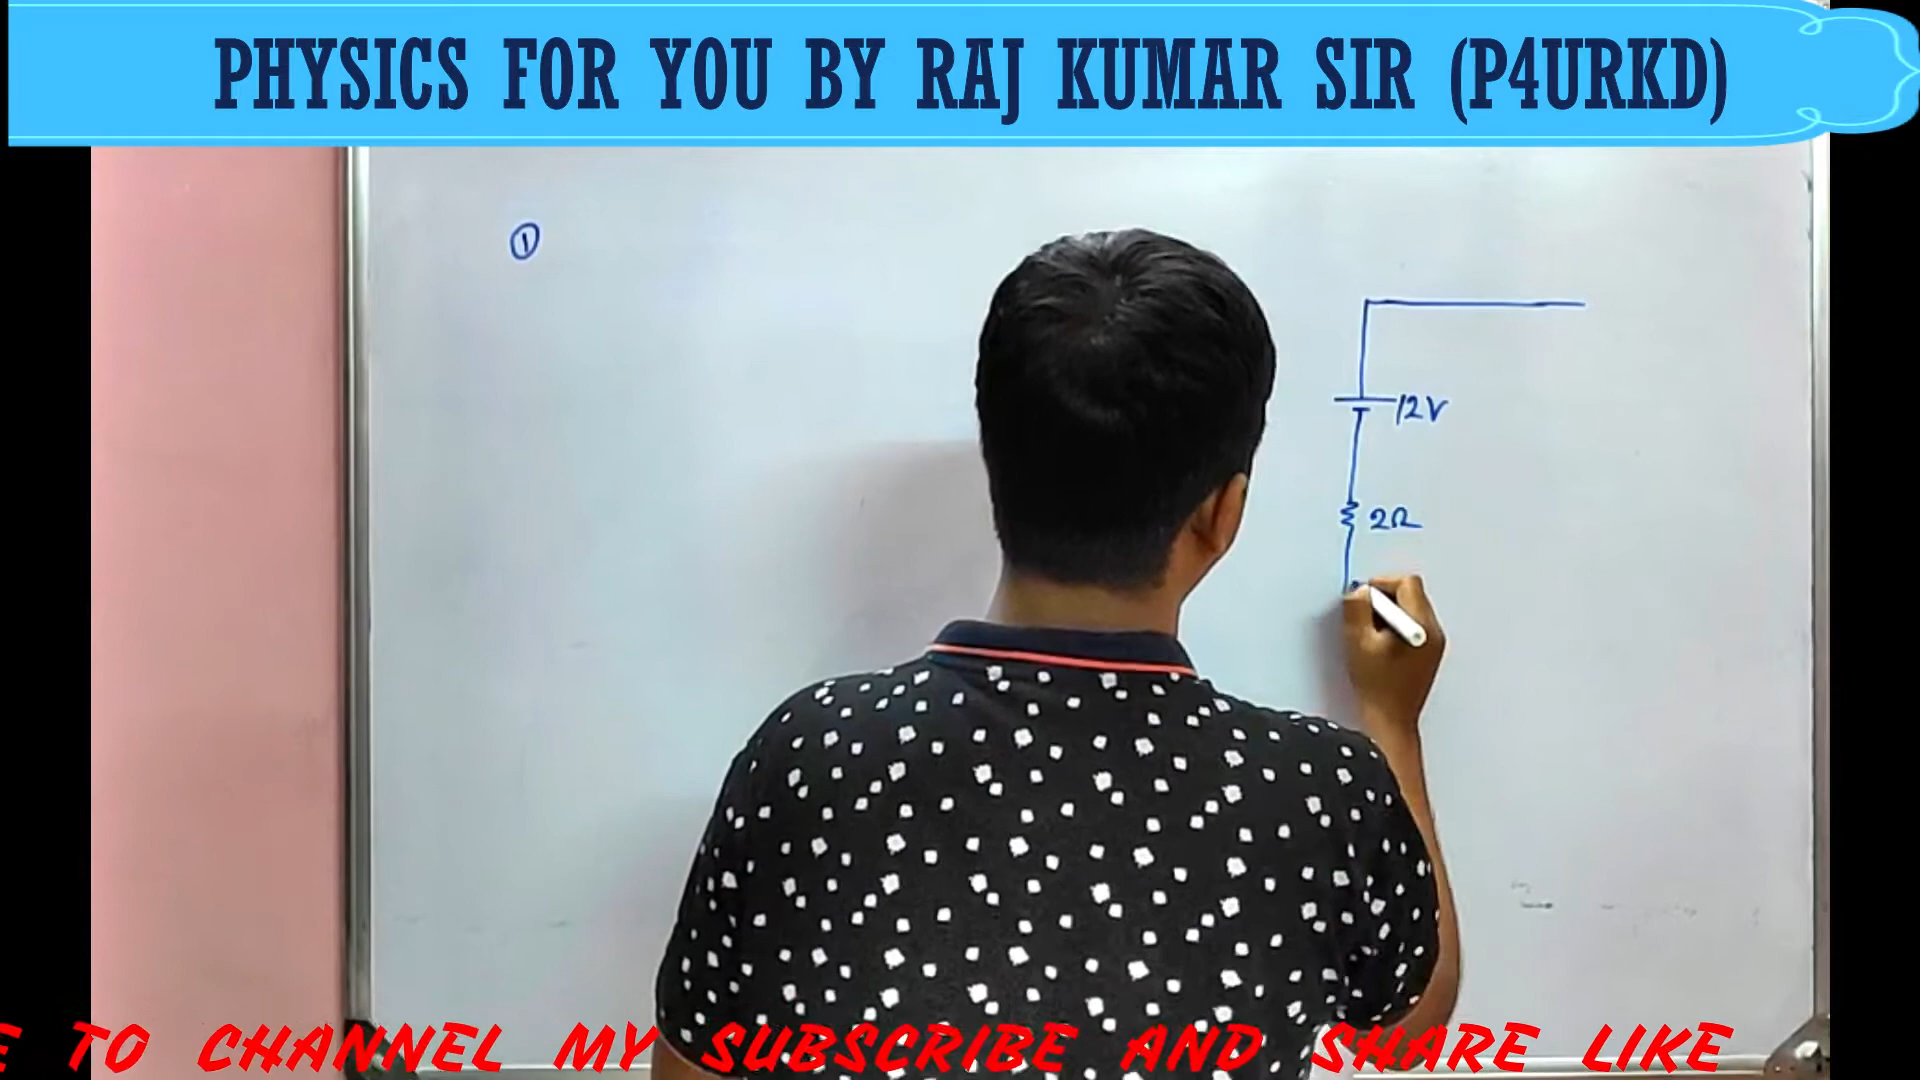 PHYSICS FOR YOU BY RAJ KUMAR SIR (P4URKD)
①
12V
2Ω
E TO CHANNEL MY SUBSCRIBE AND SHARE LIKE